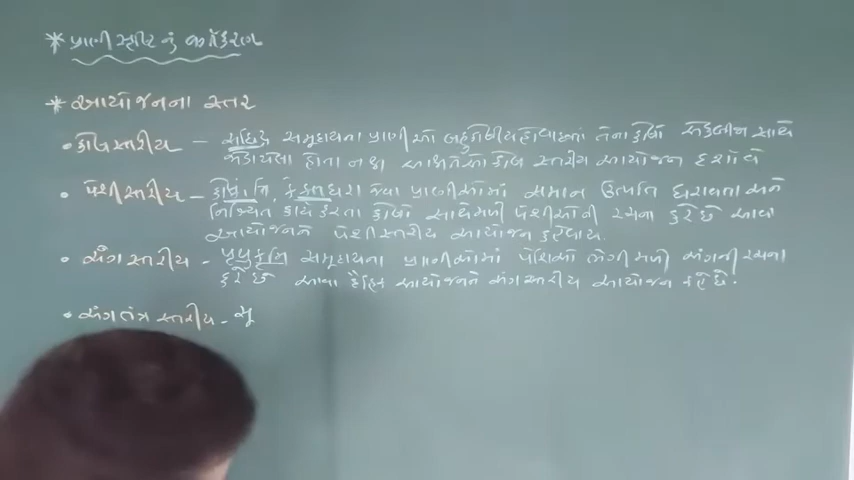 * પ્રાણી સૃષ્ટિ નું વર્ગીકરણ
* આયોજનના સ્તર
• કોષસ્તરીય - સછિદ્ર સમુદાયના પ્રાણીઓ બહુકોષીય હોવા છતાં તેના કોષો એકબીજા સાથે
જોડાયેલા હોતા નથી આથી તેઓ કોષ સ્તરીય આયોજન દર્શાવે
• પેશીસ્તરીય - કોષ્ઠાંત્રિ, કે કંકતધરા જેવા પ્રાણીઓમાં સમાન ઉત્પત્તિ ધરાવતા અને
નિશ્ચિત કાર્ય કરતા કોષો સાથે મળી પેશીઓની રચના કરે છે આવા
આયોજનને પેશીસ્તરીય આયોજન કહેવાય.
• અંગસ્તરીય - પૃથુકૃમિ સમુદાયના પ્રાણીઓમાં પેશિઓ ભેગી મળી અંગની રચના
કરે છે આવા દૈહિક આયોજનને અંગસ્તરીય આયોજન કહે છે.
• અંગતંત્ર સ્તરીય -